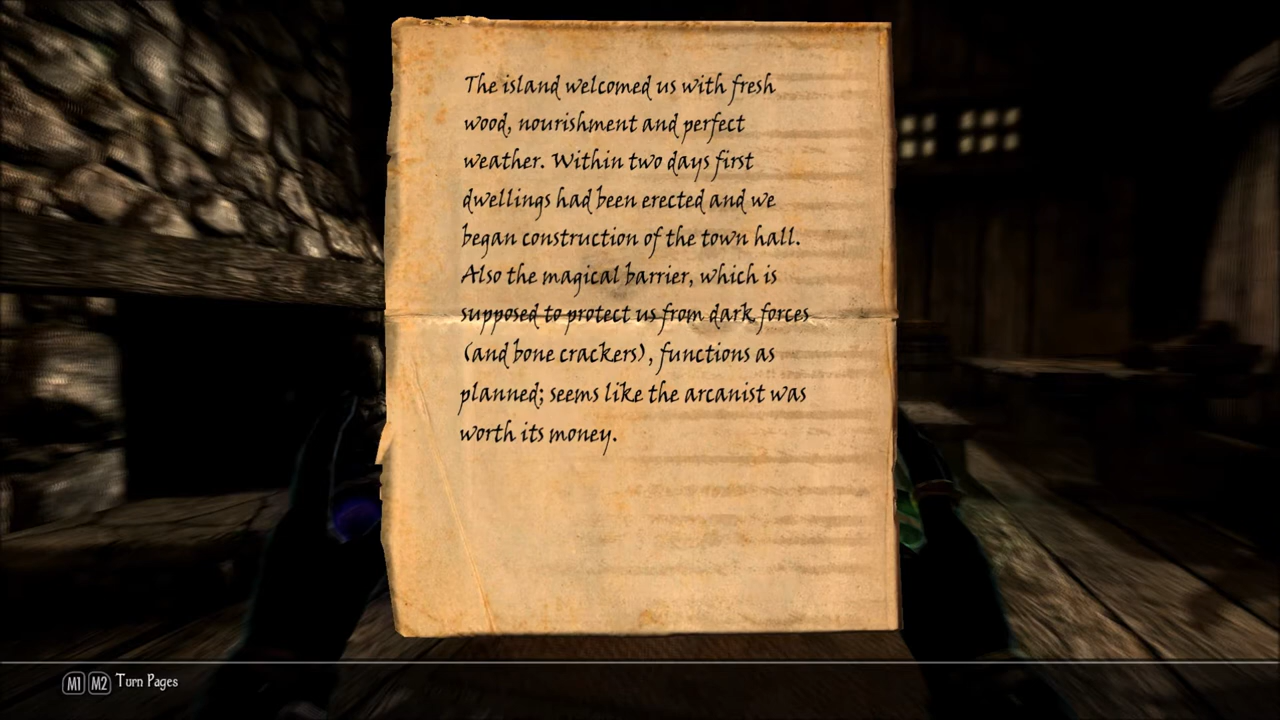 The island welcomed us with fresh
wood, nourishment and perfect
weather. Within two days first
dwellings had been erected and we
began construction of the town hall.
Also the magical barrier, which is
supposed to protect us from dark forces
(and bone crackers), functions as
planned; seems like the arcanist was
worth its money.
M1 M2 Turn Pages